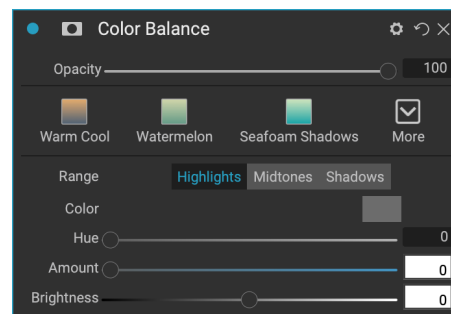 Color Balance
Opacity 100
Warm Cool Watermelon Seafoam Shadows More
Range Highlights Midtones Shadows
Color
Hue 0
Amount 0
Brightness 0